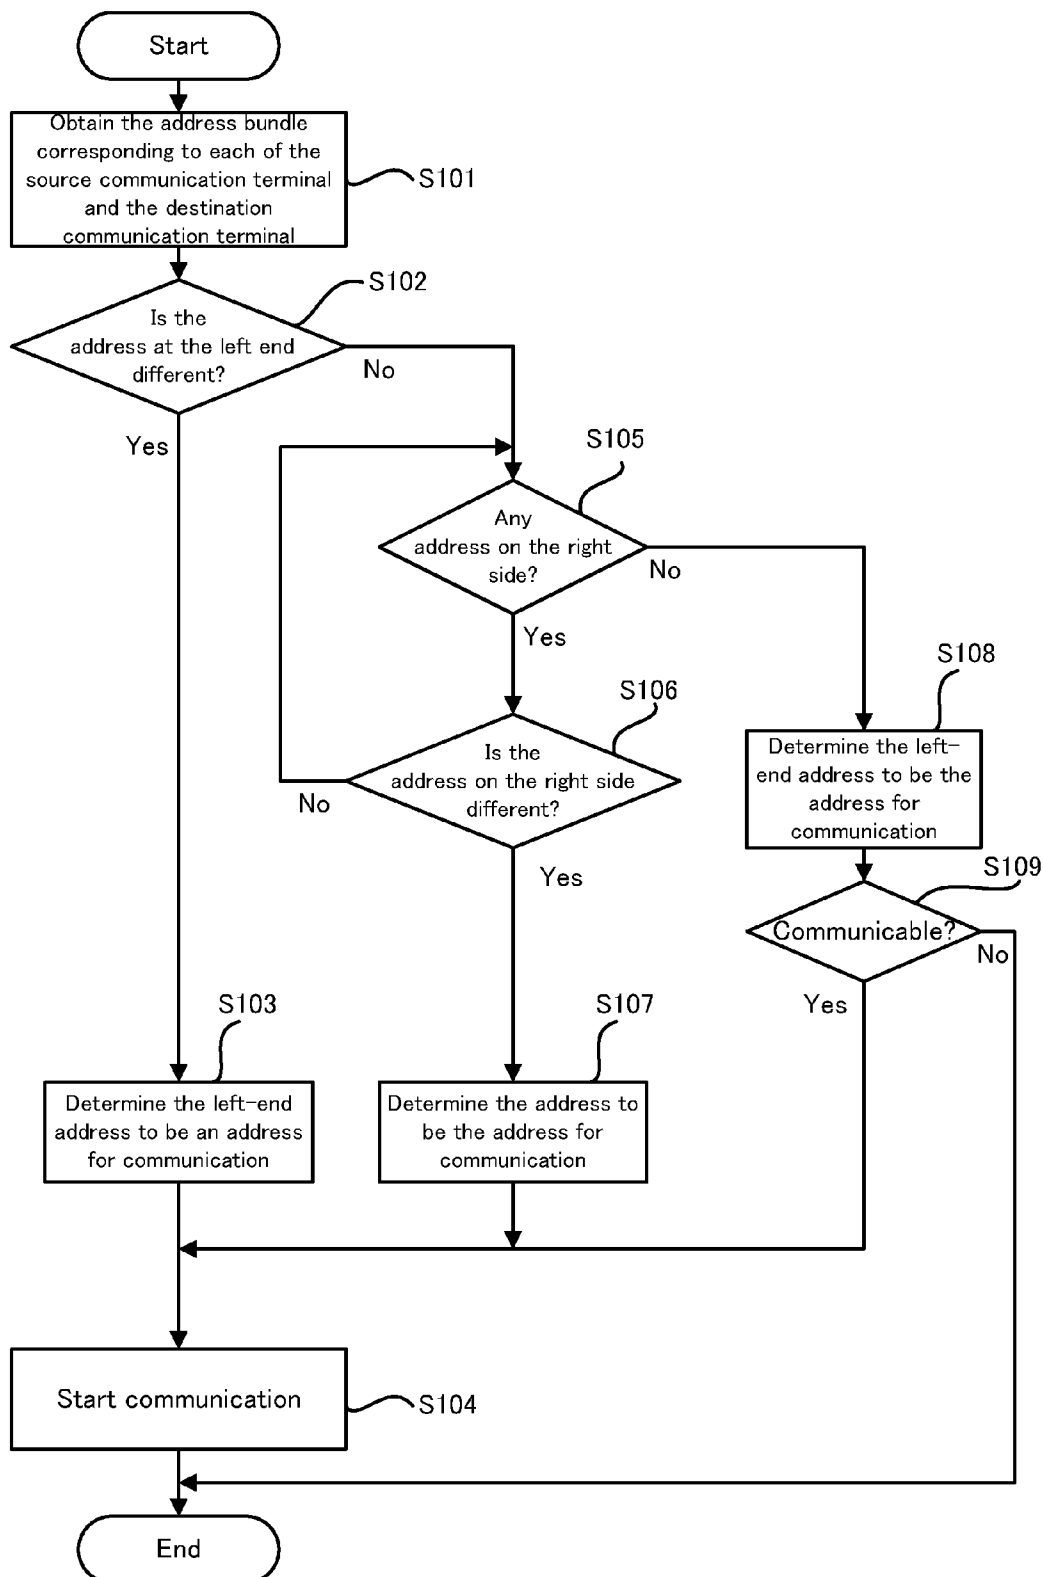 Start
Obtain the address bundle
corresponding to each of the
source communication terminal
and the destination
communication terminal
S101
S102
Is the
address at the left end
different?
No
Yes
S105
Any
address on the right
side?
No
Yes
S106
Is the
address on the right side
different?
No
Yes
S108
Determine the left-
end address to be the
address for
communication
S109
Communicable?
No
Yes
S103
Determine the left-end
address to be an address
for communication
S107
Determine the address to
be the address for
communication
Start communication
S104
End